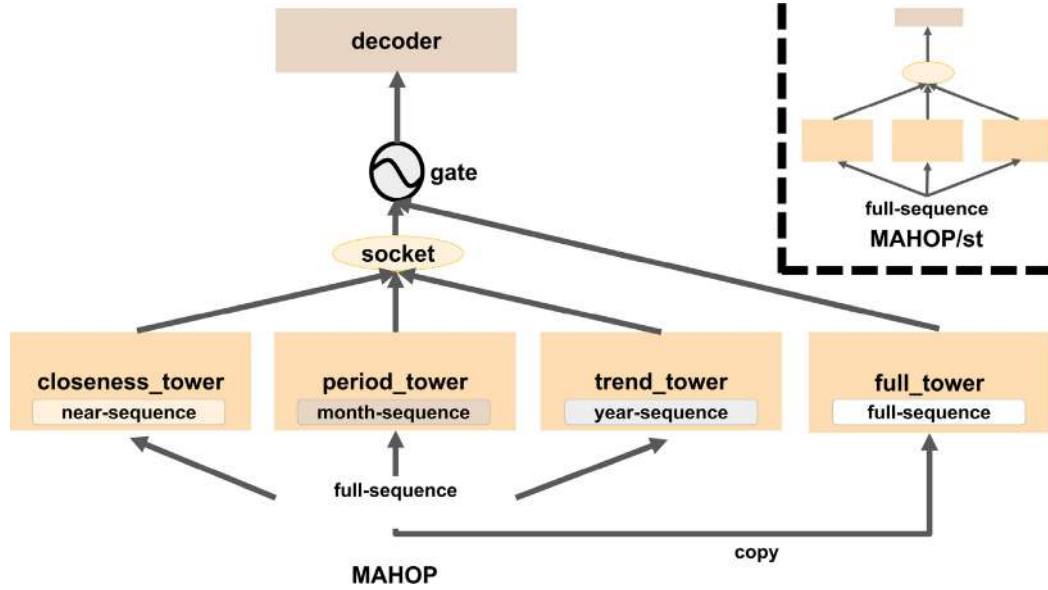 decoder
gate
socket
full-sequence
MAHOP/st
closeness_tower
near-sequence
period_tower
month-sequence
trend_tower
year-sequence
full_tower
full-sequence
full-sequence
copy
MAHOP